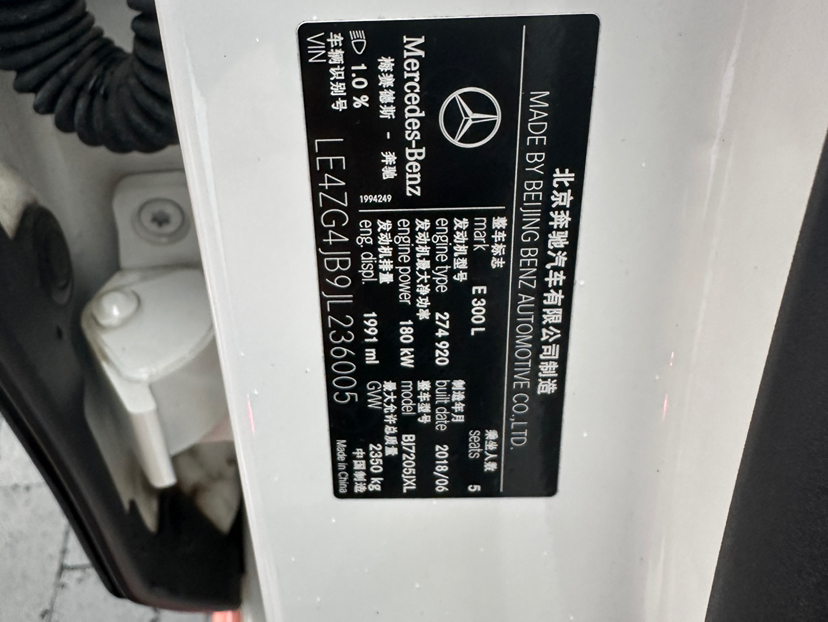 北京奔驰汽车有限公司制造
MADE BY BEIJING BENZ AUTOMOTIVE CO.,LTD.
Mercedes-Benz
梅赛德斯 - 奔驰
1.0 %
1994249
整车标志
mark E 300 L
乘坐人数
seats 5
发动机型号
engine type 274 920
制造年月
built date 2018/06
发动机最大净功率
engine power 180 kW
整车型号
model BJ7205JXL
发动机排量
eng. displ. 1991 ml
最大允许总质量
GVW 2350 kg
车辆识别号
VIN LE4ZG4JB9JL236005
中国制造
Made in China